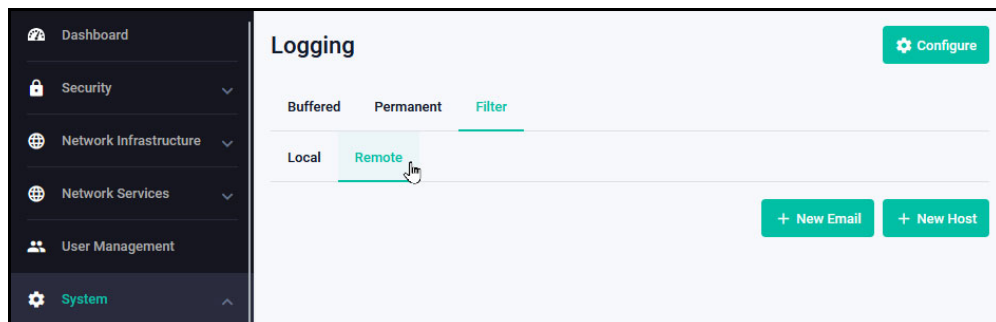 Dashboard
Security
Network Infrastructure
Network Services
User Management
System
Logging
Configure
Buffered Permanent Filter
Local Remote
+ New Email + New Host